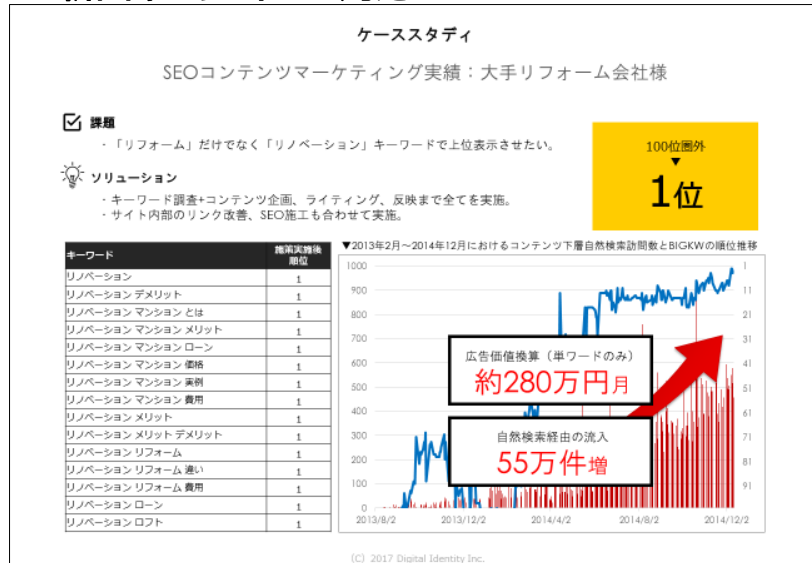 ケーススタディ
SEOコンテンツマーケティング実績：大手リフォーム会社様
課題
・「リフォーム」だけでなく「リノベーション」キーワードで上位表示させたい。
ソリューション
・キーワード調査+コンテンツ企画、ライティング、反映まで全てを実施。
・サイト内部のリンク改善、SEO施工も合わせて実施。
100位圏外
▼
1位
キーワード 施策実施後順位
リノベーション 1
リノベーション デメリット 1
リノベーション マンション とは 1
リノベーション マンション メリット 1
リノベーション マンション ローン 1
リノベーション マンション 価格 1
リノベーション マンション 実例 1
リノベーション マンション 費用 1
リノベーション メリット 1
リノベーション メリット デメリット 1
リノベーション リフォーム 1
リノベーション リフォーム 違い 1
リノベーション リフォーム 費用 1
リノベーション ローン 1
リノベーション ロフト 1
▼2013年2月～2014年12月におけるコンテンツ下層自然検索訪問数とBIGKWの順位推移
1000 1
900 11
800 21
700 31
600 41
500 51
400 61
300 71
200 81
100 91
0
広告価値換算（単ワードのみ）
約280万円月
自然検索経由の流入
55万件増
2013/8/2 2013/12/2 2014/4/2 2014/8/2 2014/12/2
(C) 2017 Digital Identity Inc.